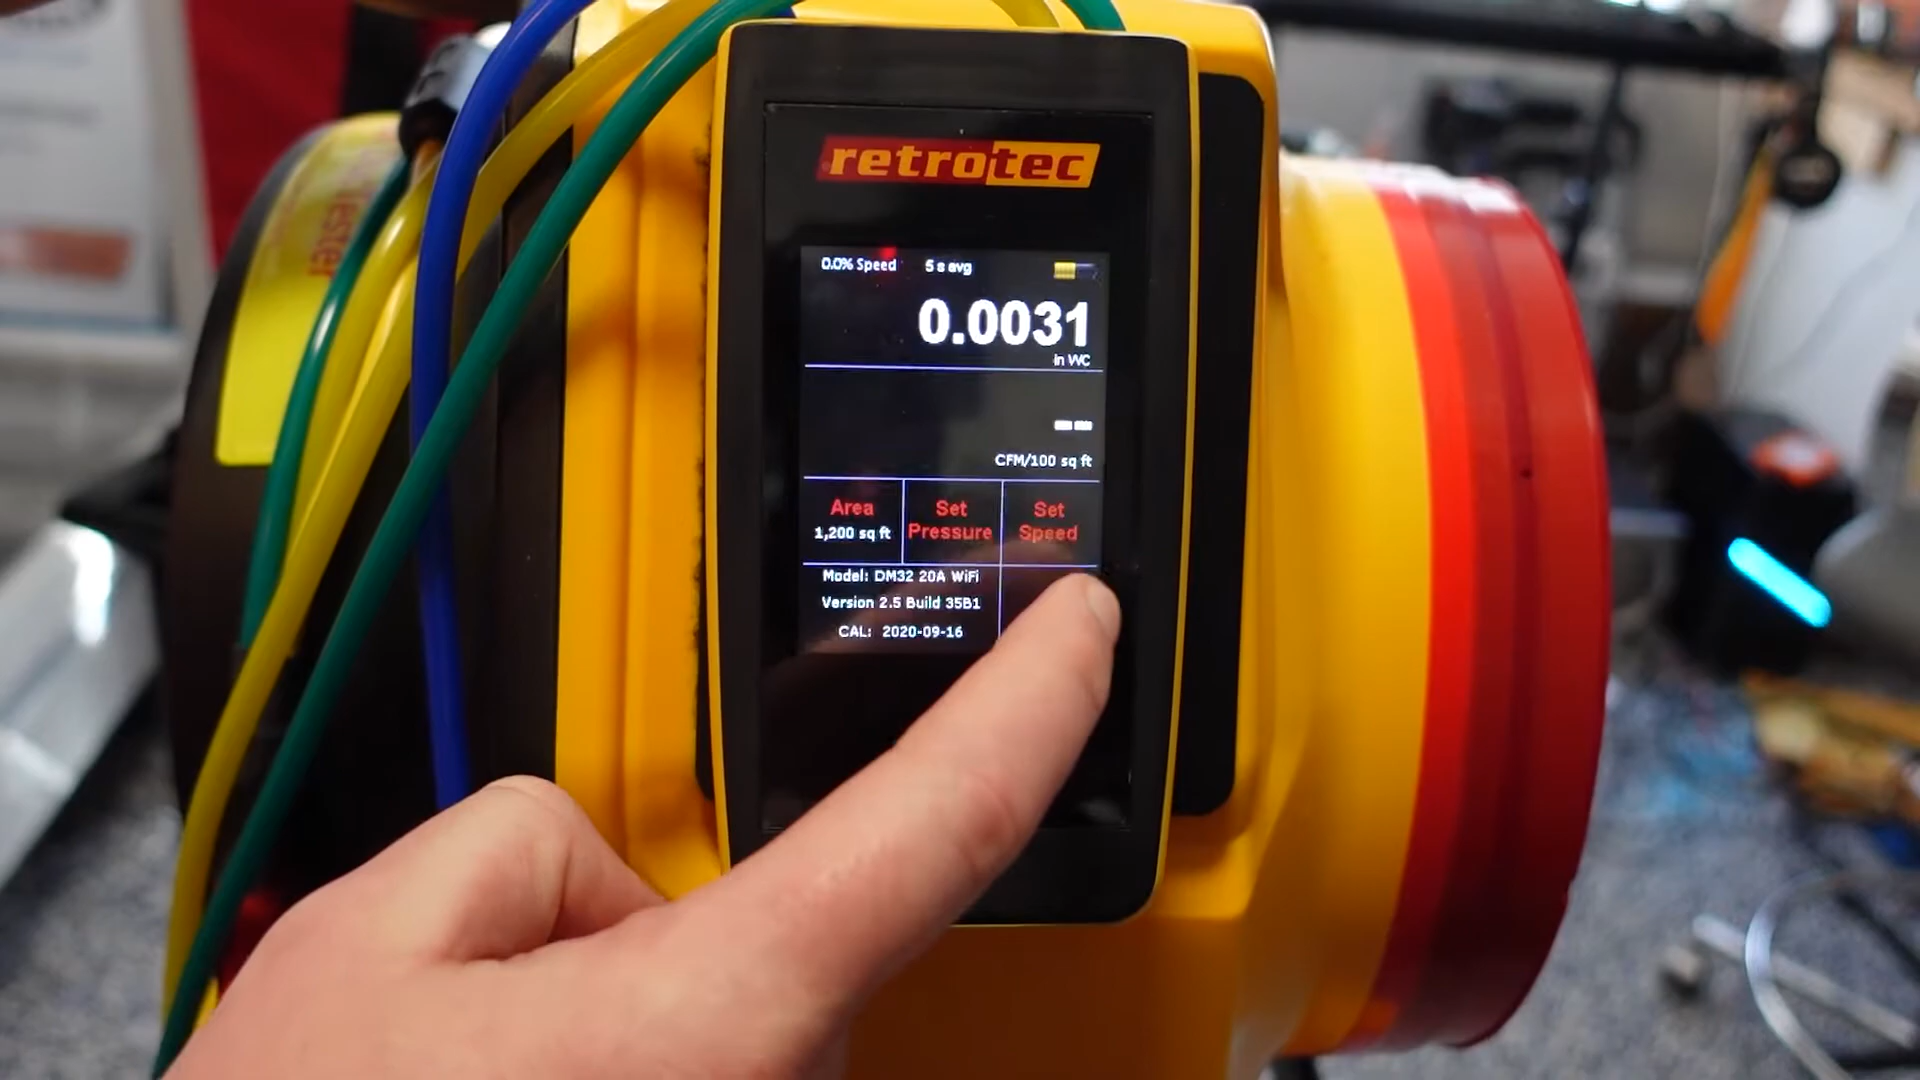 Tester
retrotec
0.0% Speed 5 s avg
0.0031
in WC
--
CFM/100 sq ft
Area
1,200 sq ft
Set
Pressure
Set
Speed
Model: DM32 20A WiFi
Version 2.5 Build 35B1
CAL: 2020-09-16